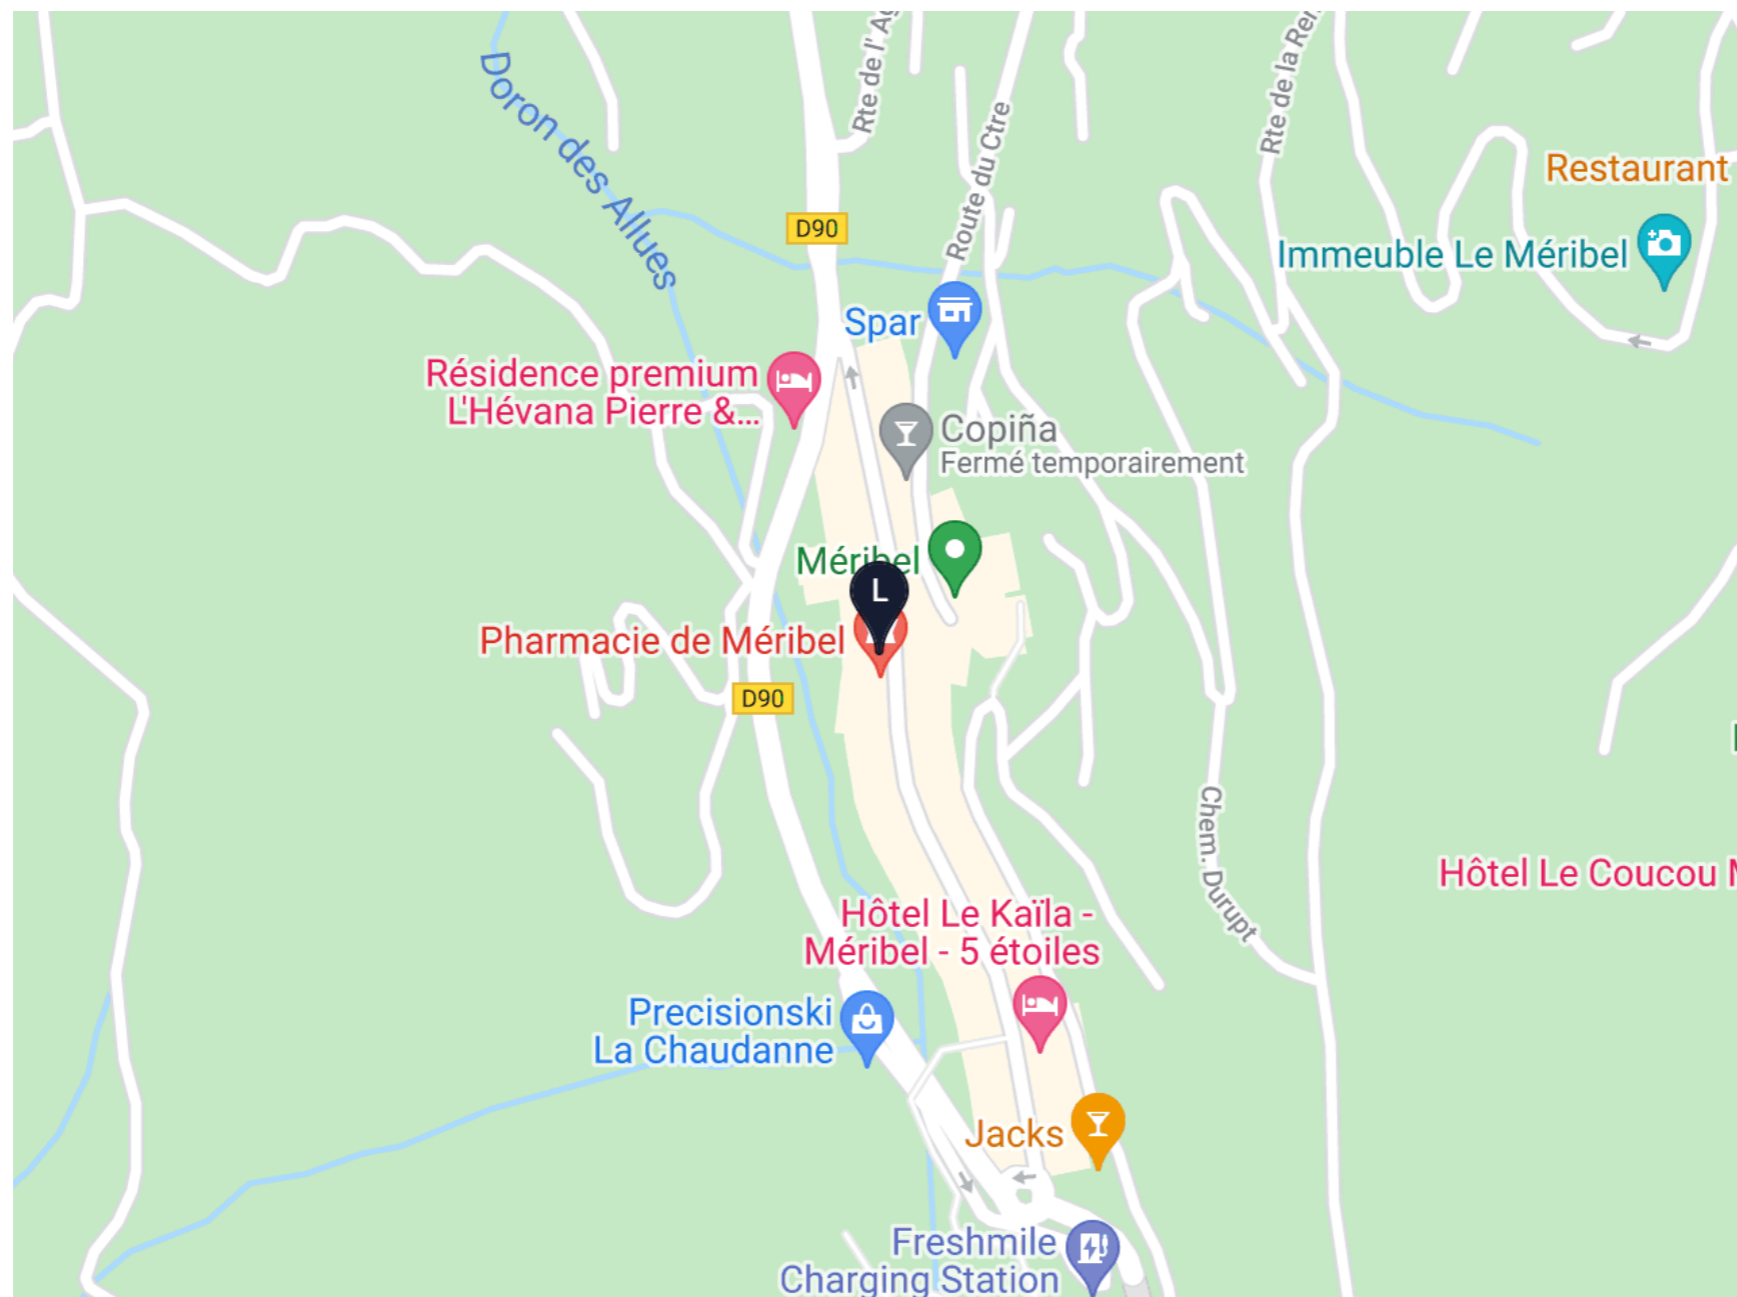 Rte de l'Ag
Doron des Allues
Route du Ctre
Rte de la Ren
Restaurant
D90
Immeuble Le Méribel
Spar
Résidence premium
L'Hévana Pierre &...
Copiña
Fermé temporairement
Méribel
L
Pharmacie de Méribel
D90
Chem. Durupt
Hôtel Le Coucou
Hôtel Le Kaïla -
Méribel - 5 étoiles
Precisionski
La Chaudanne
Jacks
Freshmile
Charging Station